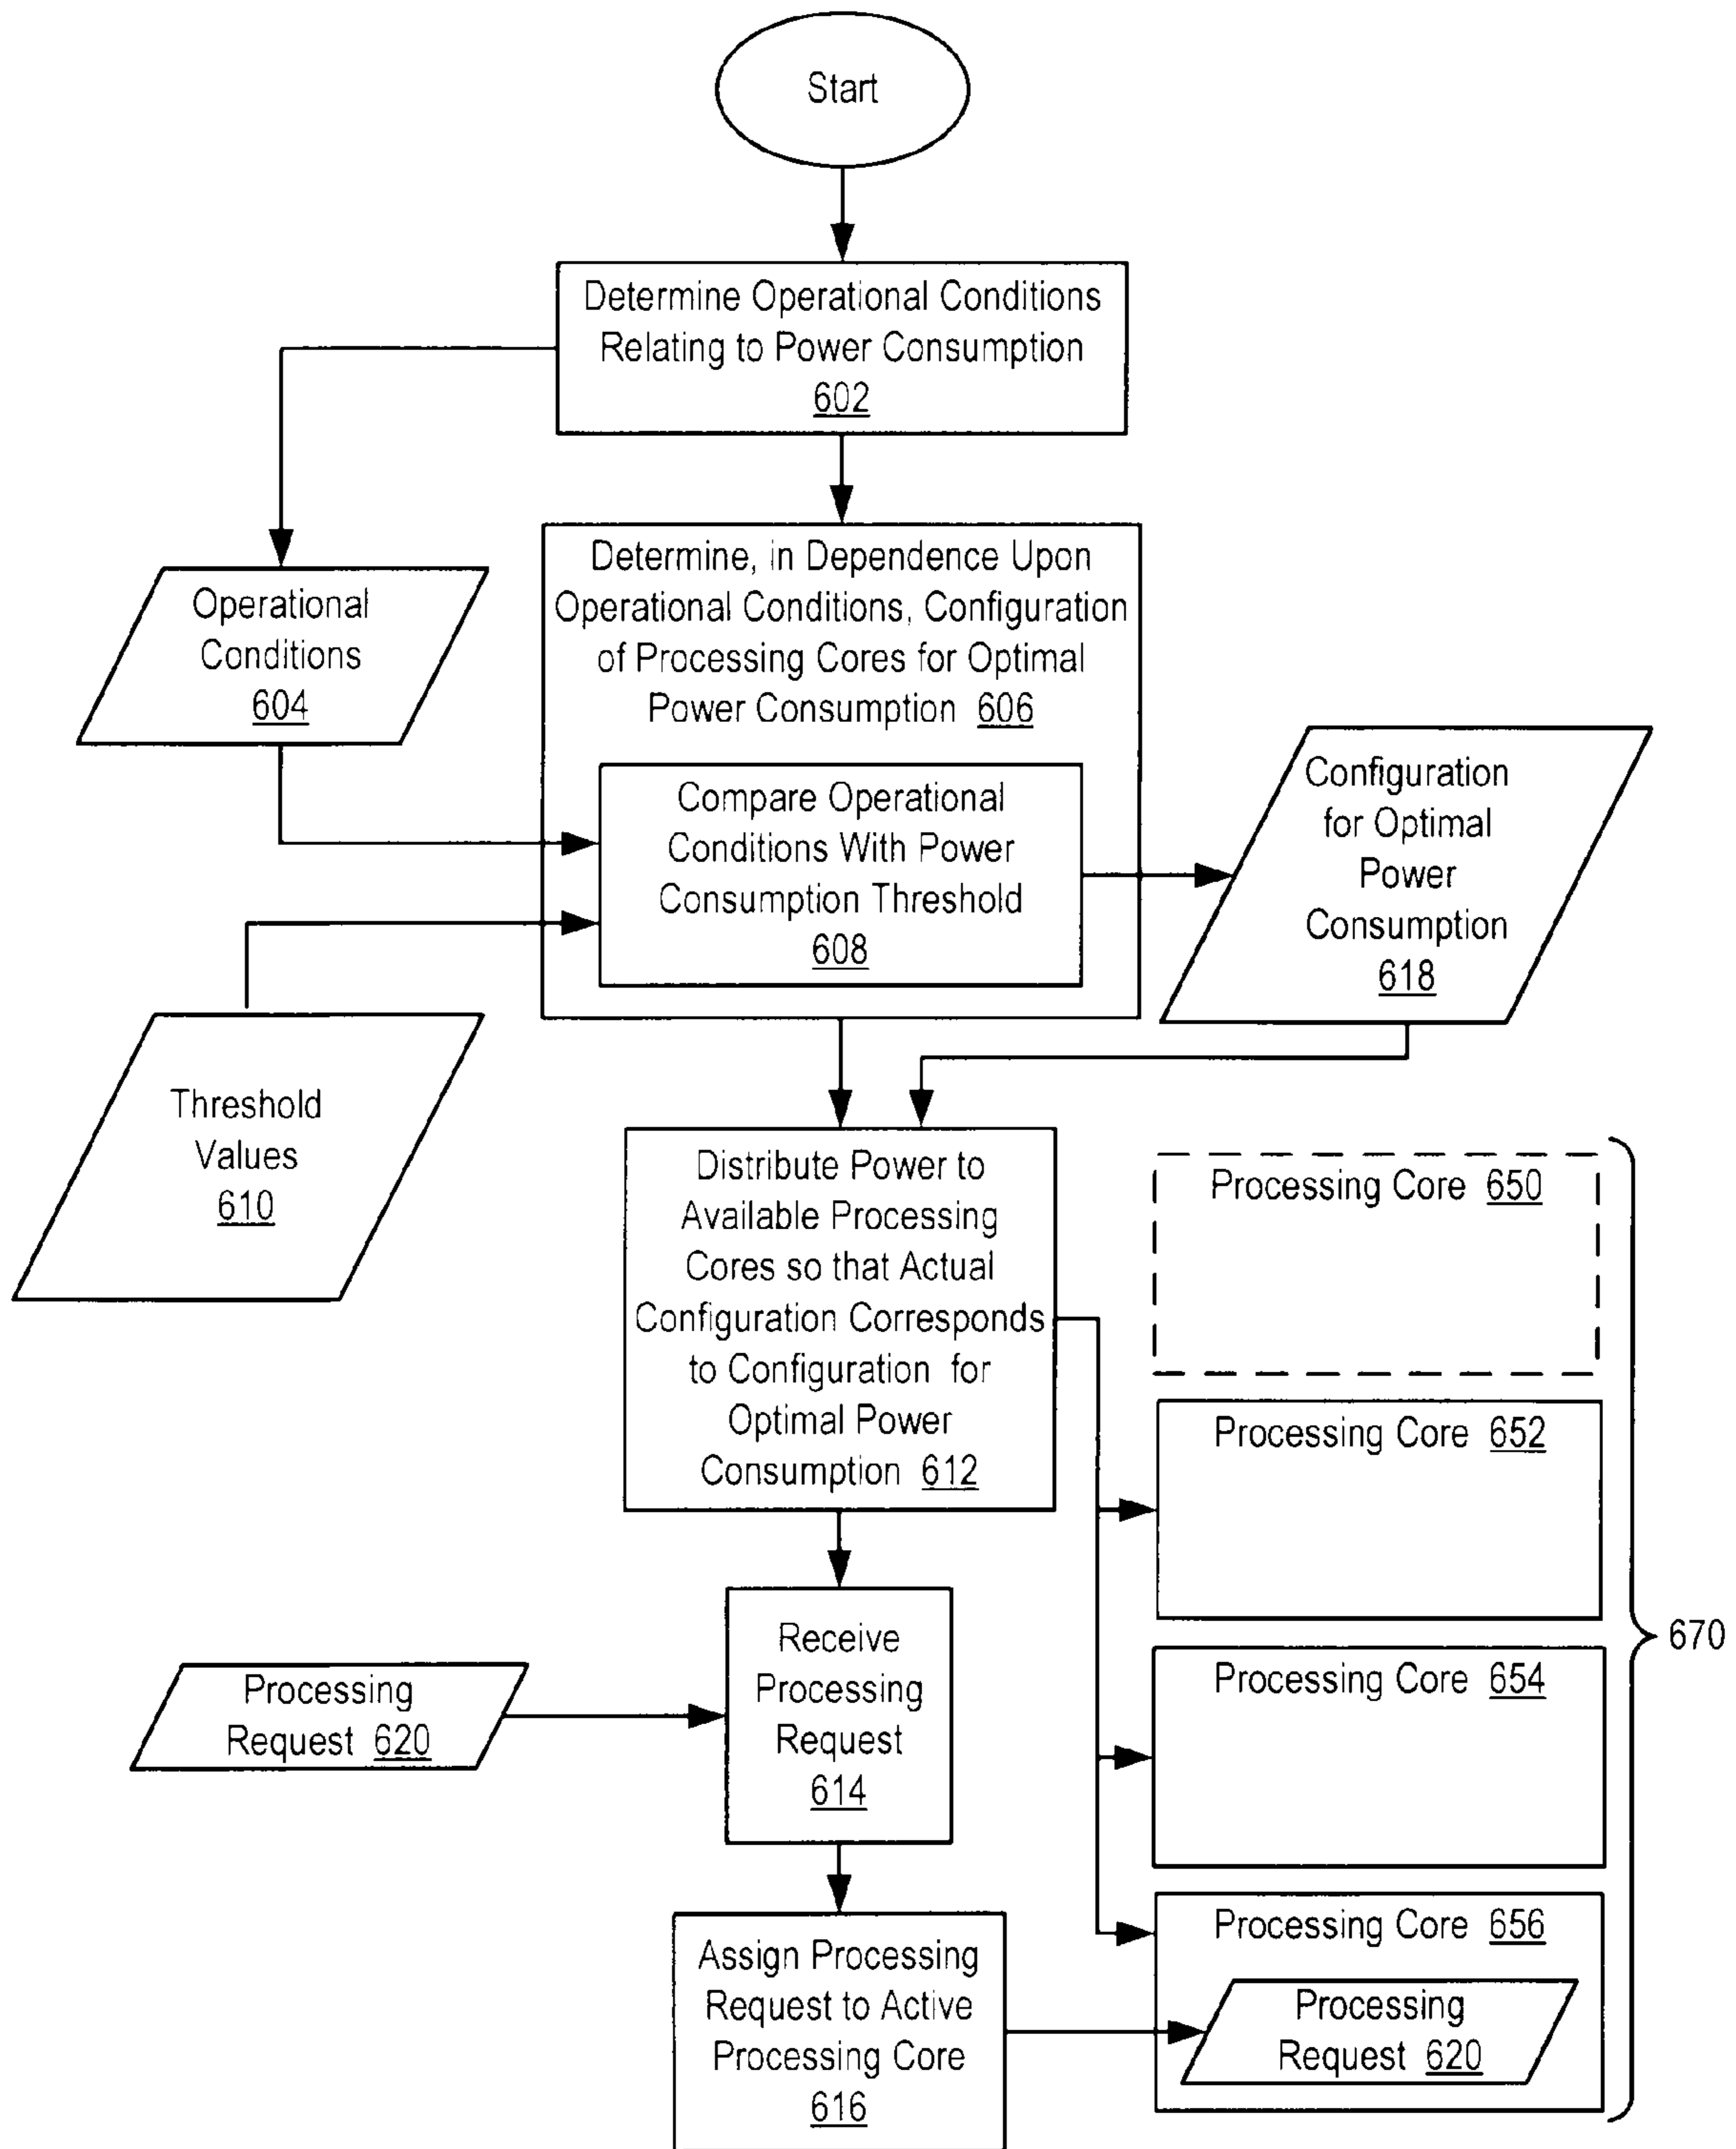 Start
Determine Operational Conditions
Relating to Power Consumption
602
Operational
Conditions
604
Determine, in Dependence Upon
Operational Conditions, Configuration
of Processing Cores for Optimal
Power Consumption 606
Compare Operational
Conditions With Power
Consumption Threshold
608
Configuration
for Optimal
Power
Consumption
618
Threshold
Values
610
Distribute Power to
Available Processing
Cores so that Actual
Configuration Corresponds
to Configuration for
Optimal Power
Consumption 612
Processing Core 650
Processing Core 652
Processing Core 654
Processing Core 656
Processing
Request 620
670
Processing
Request 620
Receive
Processing
Request
614
Assign Processing
Request to Active
Processing Core
616